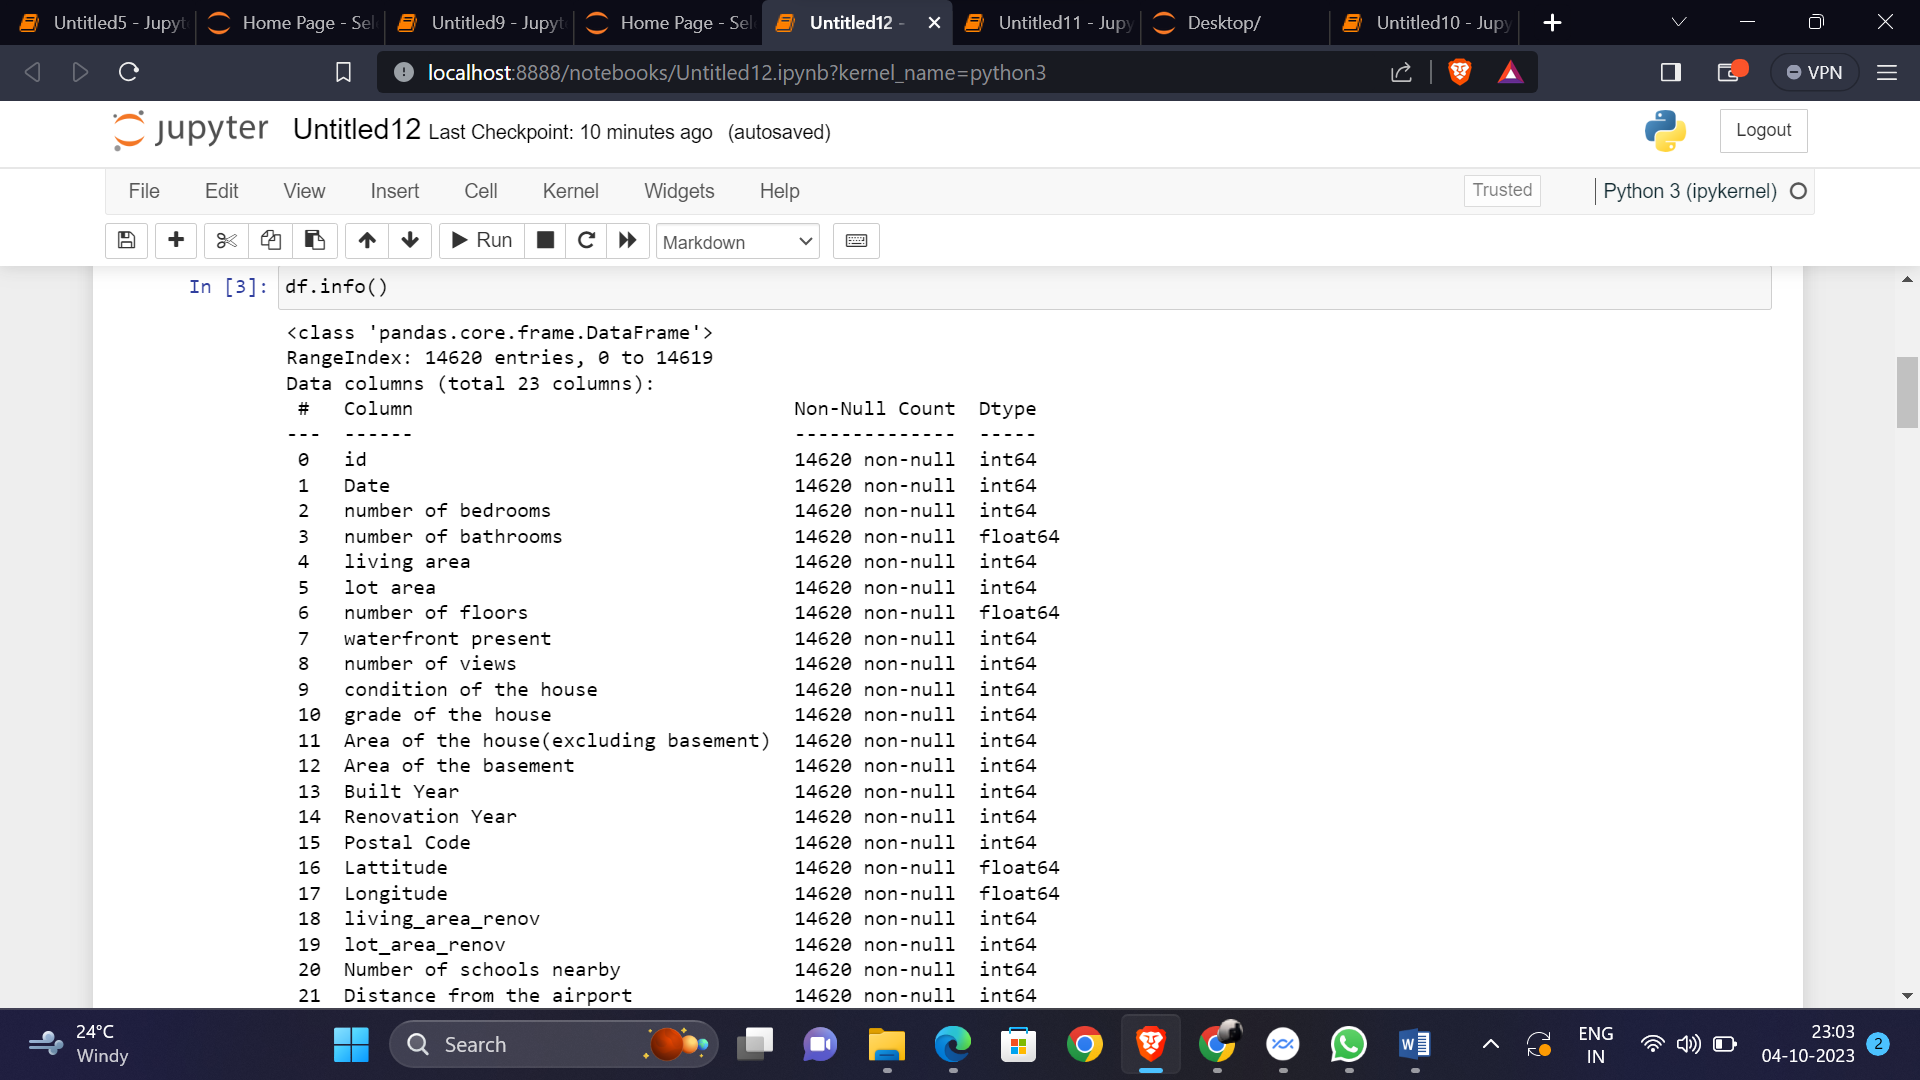 Untitled5 - Jupyt
Home Page - Sel
Untitled9 - Jupyt
Home Page - Sel
Untitled12 -
Untitled11 - Jupy
Desktop/
Untitled10 - Jupy
localhost:8888/notebooks/Untitled12.ipynb?kernel_name=python3
VPN
jupyter Untitled12 Last Checkpoint: 10 minutes ago (autosaved)
Logout
File Edit View Insert Cell Kernel Widgets Help
Trusted
Python 3 (ipykernel)
Run
Markdown
In [3]: df.info()
<class 'pandas.core.frame.DataFrame'>
RangeIndex: 14620 entries, 0 to 14619
Data columns (total 23 columns):
# Column Non-Null Count Dtype
--- ------ -------------- -----
0 id 14620 non-null int64
1 Date 14620 non-null int64
2 number of bedrooms 14620 non-null int64
3 number of bathrooms 14620 non-null float64
4 living area 14620 non-null int64
5 lot area 14620 non-null int64
6 number of floors 14620 non-null float64
7 waterfront present 14620 non-null int64
8 number of views 14620 non-null int64
9 condition of the house 14620 non-null int64
10 grade of the house 14620 non-null int64
11 Area of the house(excluding basement) 14620 non-null int64
12 Area of the basement 14620 non-null int64
13 Built Year 14620 non-null int64
14 Renovation Year 14620 non-null int64
15 Postal Code 14620 non-null int64
16 Lattitude 14620 non-null float64
17 Longitude 14620 non-null float64
18 living_area_renov 14620 non-null int64
19 lot_area_renov 14620 non-null int64
20 Number of schools nearby 14620 non-null int64
21 Distance from the airport 14620 non-null int64
24°C
Windy
Search
W
ENG
IN
23:03
04-10-2023
2